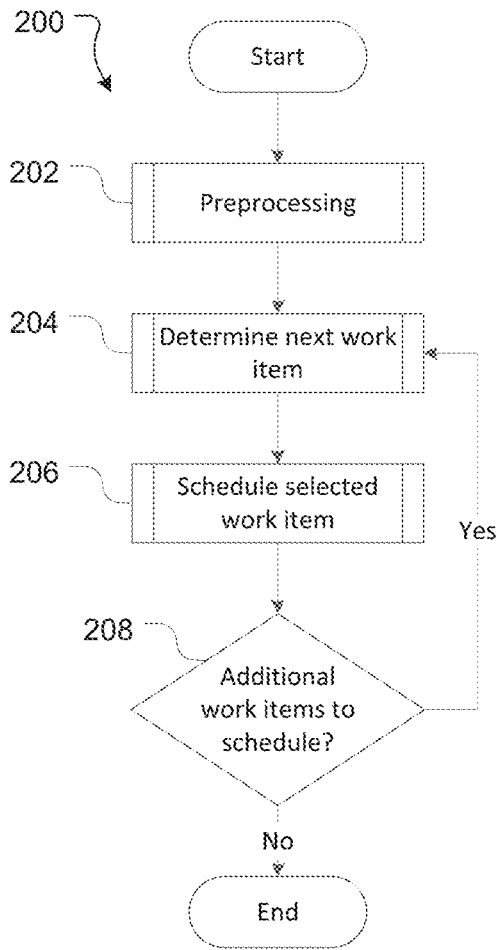 200
Start
202
Preprocessing
204
Determine next work
item
206
Schedule selected
work item
Yes
208
Additional
work items to
schedule?
No
End